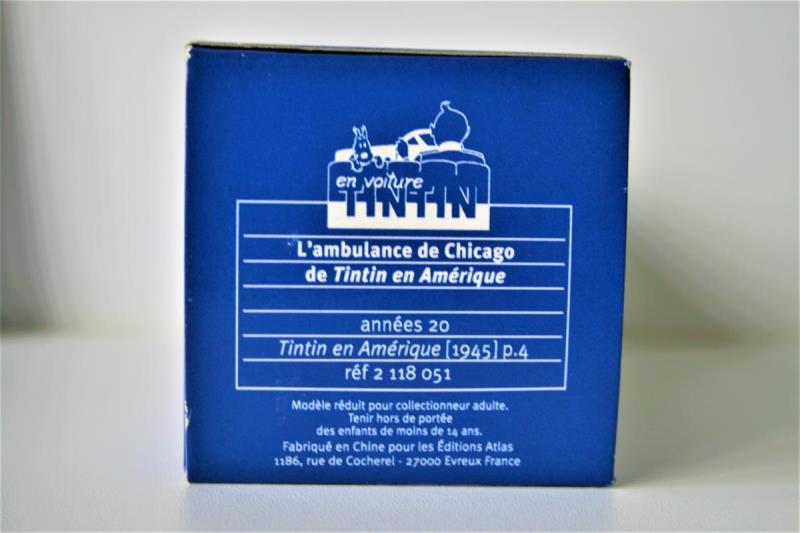 en voiture
TINTIN
L'ambulance de Chicago
de Tintin en Amérique
années 20
Tintin en Amérique [1945] p.4
réf 2 118 051
Modèle réduit pour collectionneur adulte.
Tenir hors de portée
des enfants de moins de 14 ans.
Fabriqué en Chine pour les Éditions Atlas
1186, rue de Cocherel - 27000 Evreux France